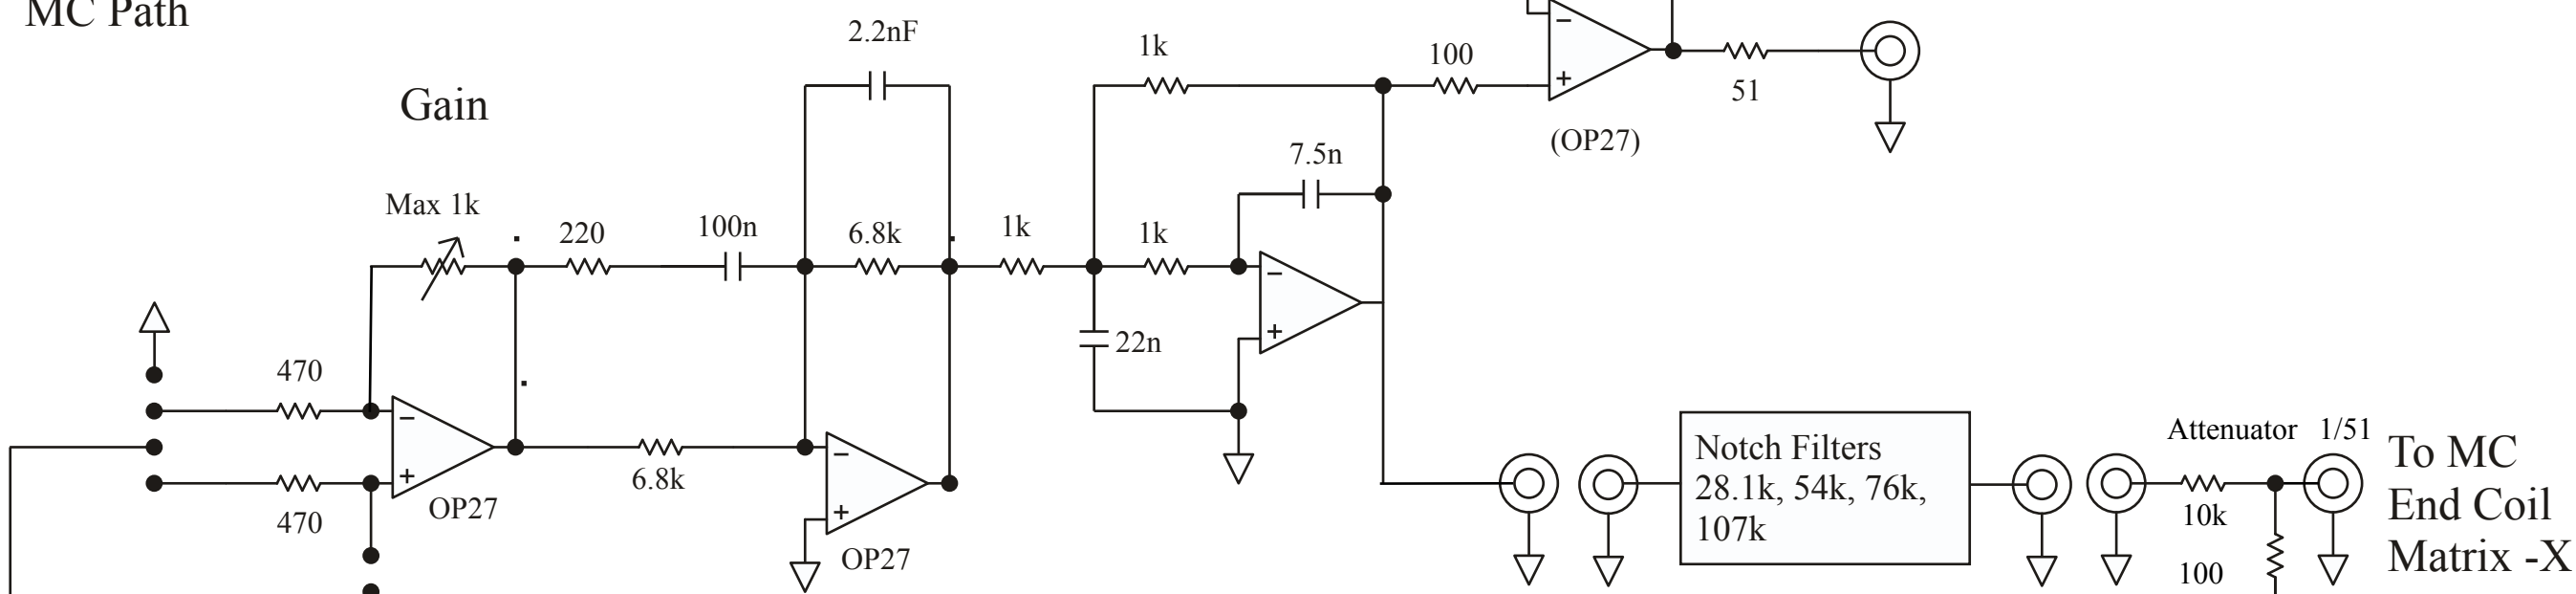 MC Path
2.2nF
1k
100
51
Gain
(OP27)
7.5n
Max 1k
220
100n
6.8k
1k
1k
−
+
−
+
22n
470
−
+
OP27
470
6.8k
−
+
OP27
Notch Filters
28.1k, 54k, 76k,
107k
Attenuator 1/51
10k
100
To MC
End Coil
Matrix -X